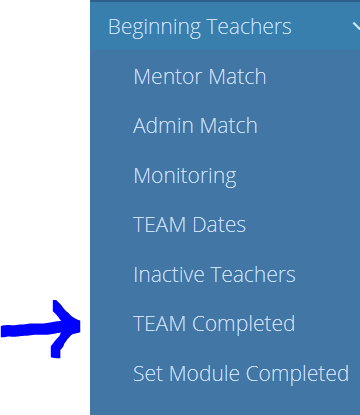 Beginning Teachers
Mentor Match
Admin Match
Monitoring
TEAM Dates
Inactive Teachers
TEAM Completed
Set Module Completed